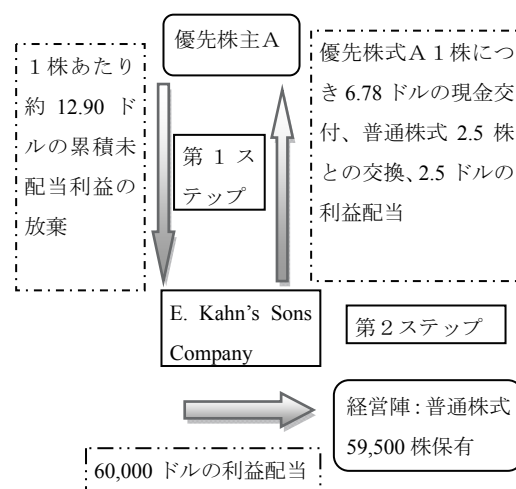 優先株主A
1株あたり
約 12.90 ド
ルの累積未
配当利益の
放棄
第 1 ス
テップ
優先株式A 1 株につ
き 6.78 ドルの現金交
付、普通株式 2.5 株
との交換、2.5 ドルの
利益配当
E. Kahn's Sons
Company
第2ステップ
経営陣:普通株式
59,500 株保有
60,000 ドルの利益配当